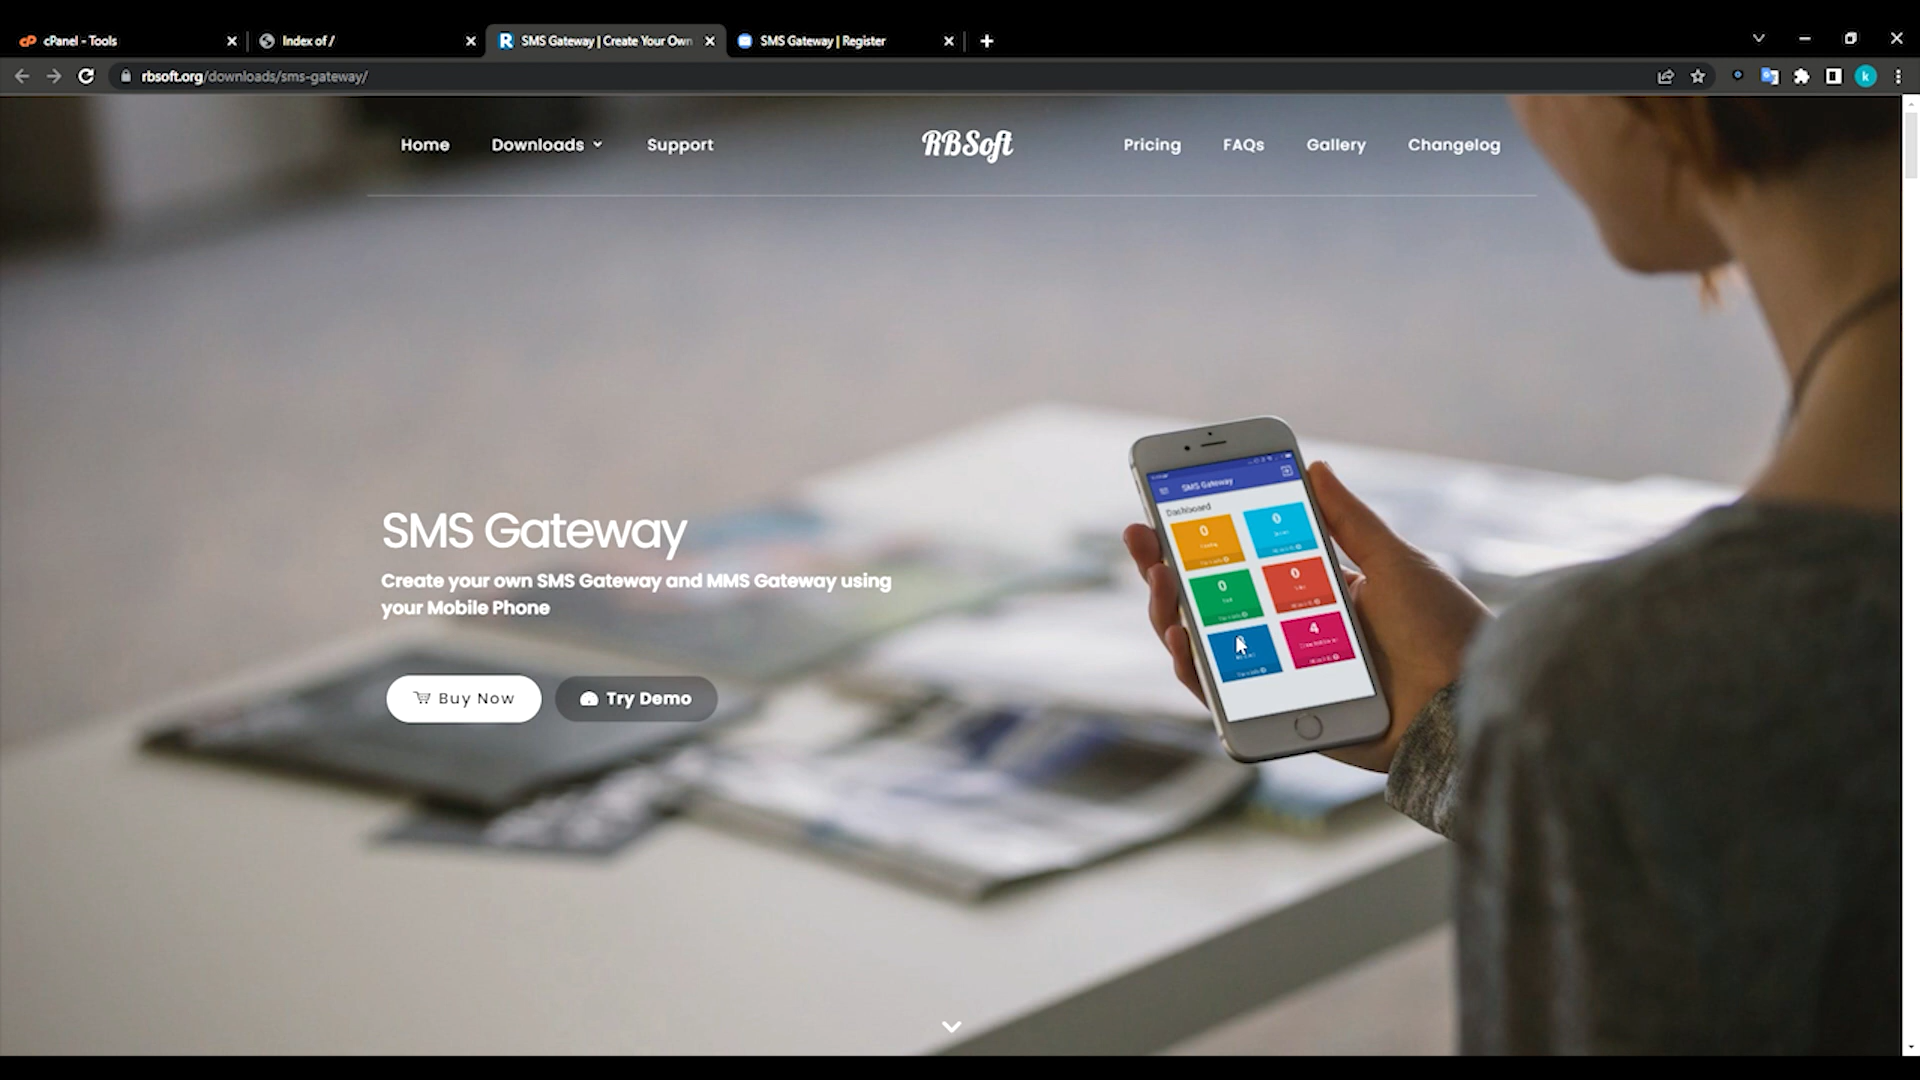 cPanel - Tools
Index of /
SMS Gateway | Create Your Own
SMS Gateway | Register
rbsoft.org/downloads/sms-gateway/
k
Home
Downloads
Support
RBSoft
Pricing
FAQs
Gallery
Changelog
SMS Gateway
Dashboard
0
0
0
0
4
SMS Gateway
Create your own SMS Gateway and MMS Gateway using
your Mobile Phone
Buy Now
Try Demo